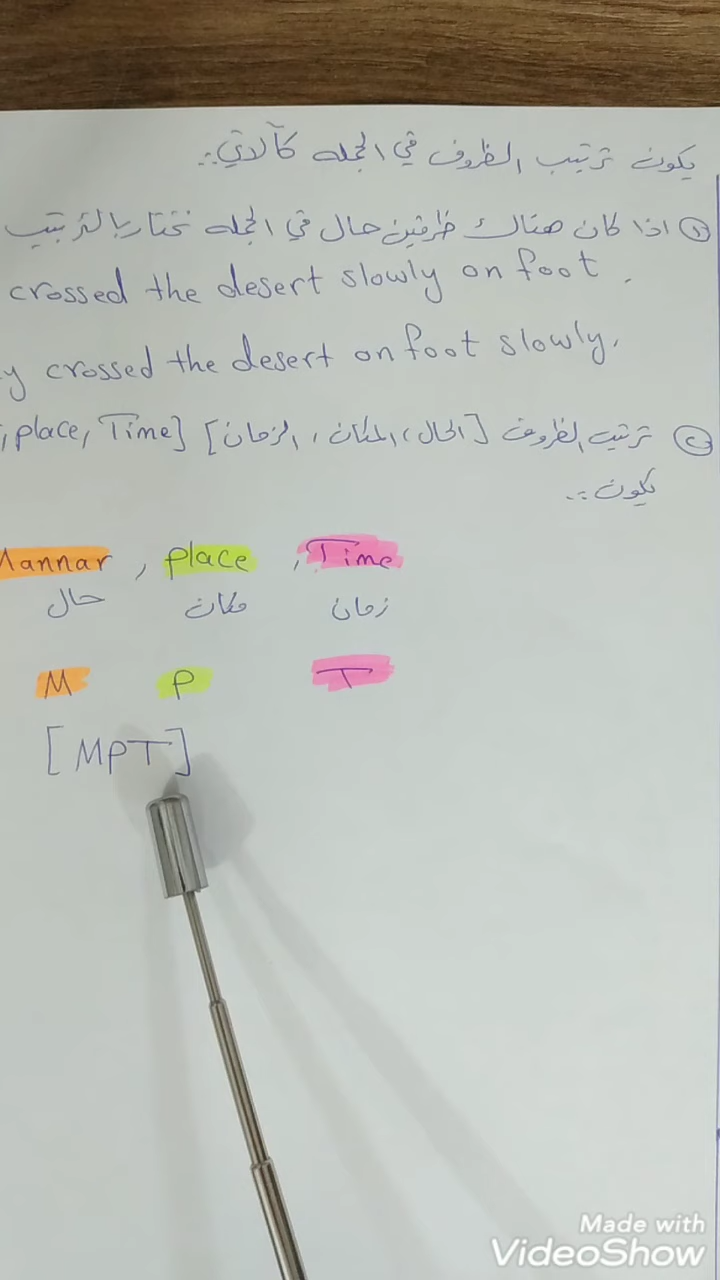 يكون ترتيب الظروف في الجمله كآلاتي ..
① اذا كان هناك ظرفين حال في الجمله نختار بالترتيب
crossed the desert slowly on foot .
y crossed the desert on foot slowly.
② ترتيب الظروف [الحال، المكان، الزمان] [, place, Time
يكون ..
Mannar , place , Time
حال مكان زمان
M P T
[MPT]
Made with
VideoShow